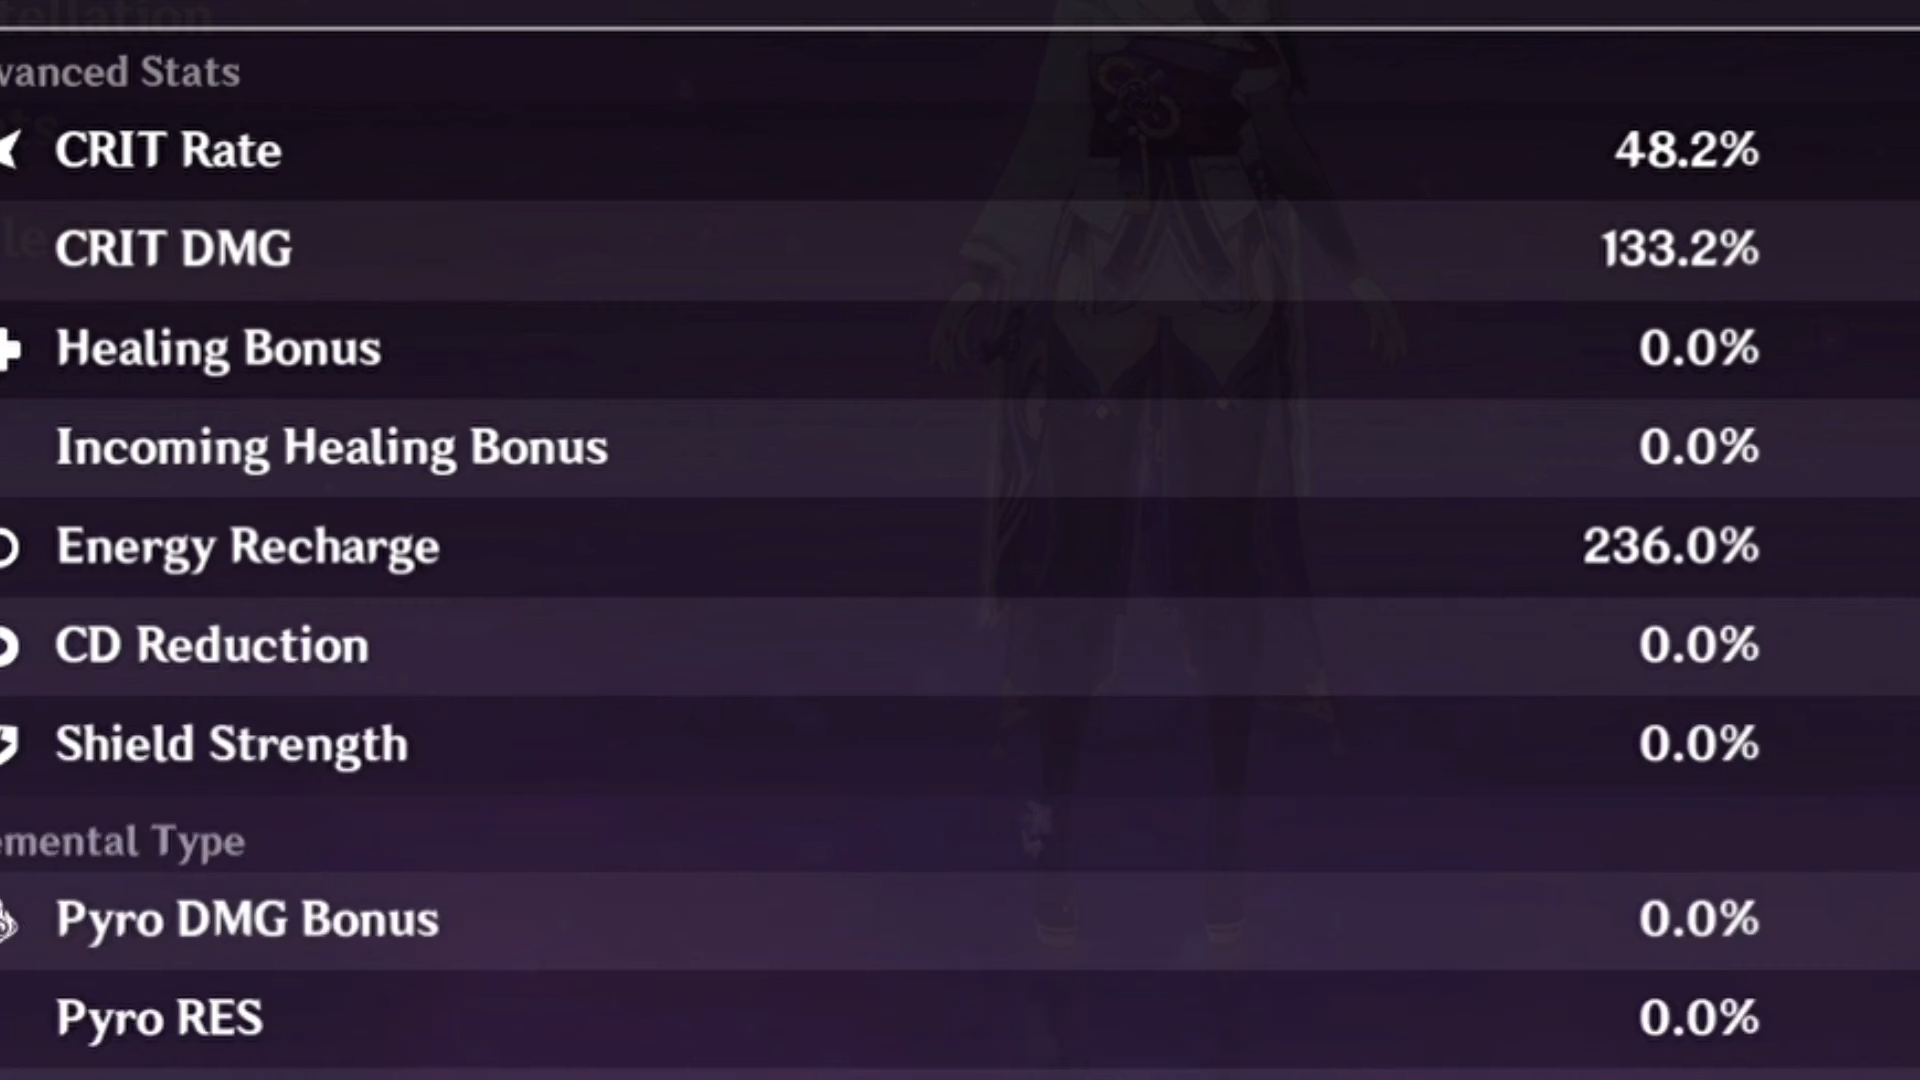 tellation
vanced Stats
CRIT Rate 48.2%
CRIT DMG 133.2%
Healing Bonus 0.0%
Incoming Healing Bonus 0.0%
Energy Recharge 236.0%
CD Reduction 0.0%
Shield Strength 0.0%
emental Type
Pyro DMG Bonus 0.0%
Pyro RES 0.0%